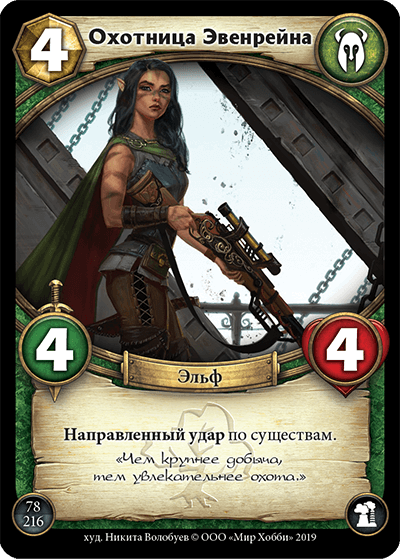 4
Охотница Эвенрейна
4
4
Эльф
Направленный удар по существам.
«Чем крупнее добыча,
тем увлекательнее охота.»
78
216
худ. Никита Волобуев © ООО «Мир Хобби» 2019